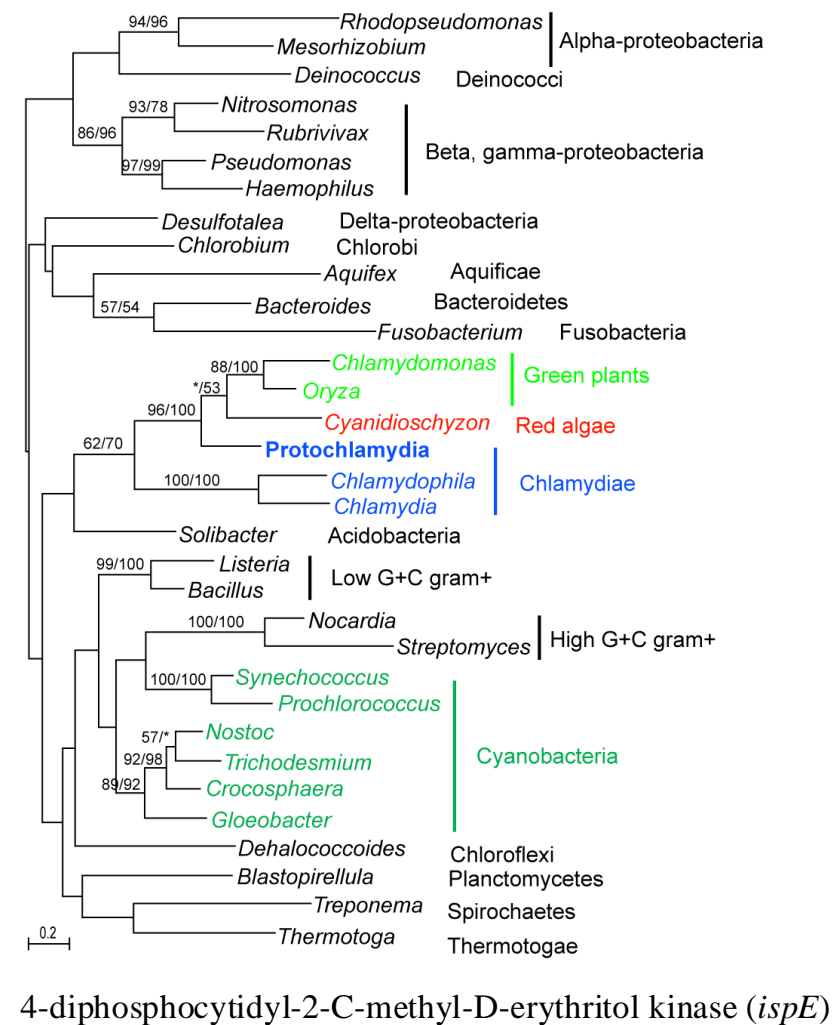 94/96
Rhodopseudomonas
Mesorhizobium
Alpha-proteobacteria
Deinococcus Deinococci
93/78
Nitrosomonas
86/96
Rubrivivax
Beta, gamma-proteobacteria
97/99
Pseudomonas
Haemophilus
Desulfotalea Delta-proteobacteria
Chlorobium Chlorobi
Aquifex Aquificae
57/54
Bacteroides Bacteroidetes
Fusobacterium Fusobacteria
88/100
Chlamydomonas
Green plants
*/53
Oryza
96/100
Cyanidioschyzon Red algae
62/70
Protochlamydia
100/100
Chlamydophila
Chlamydiae
Chlamydia
Solibacter Acidobacteria
99/100
Listeria
Low G+C gram+
Bacillus
100/100
Nocardia
High G+C gram+
Streptomyces
100/100
Synechococcus
Prochlorococcus
57/*
Nostoc
Cyanobacteria
92/98
Trichodesmium
89/92
Crocosphaera
Gloeobacter
Dehalococcoides Chloroflexi
Blastopirellula Planctomycetes
Treponema Spirochaetes
Thermotoga Thermotogae
0.2
4-diphosphocytidyl-2-C-methyl-D-erythritol kinase (ispE)